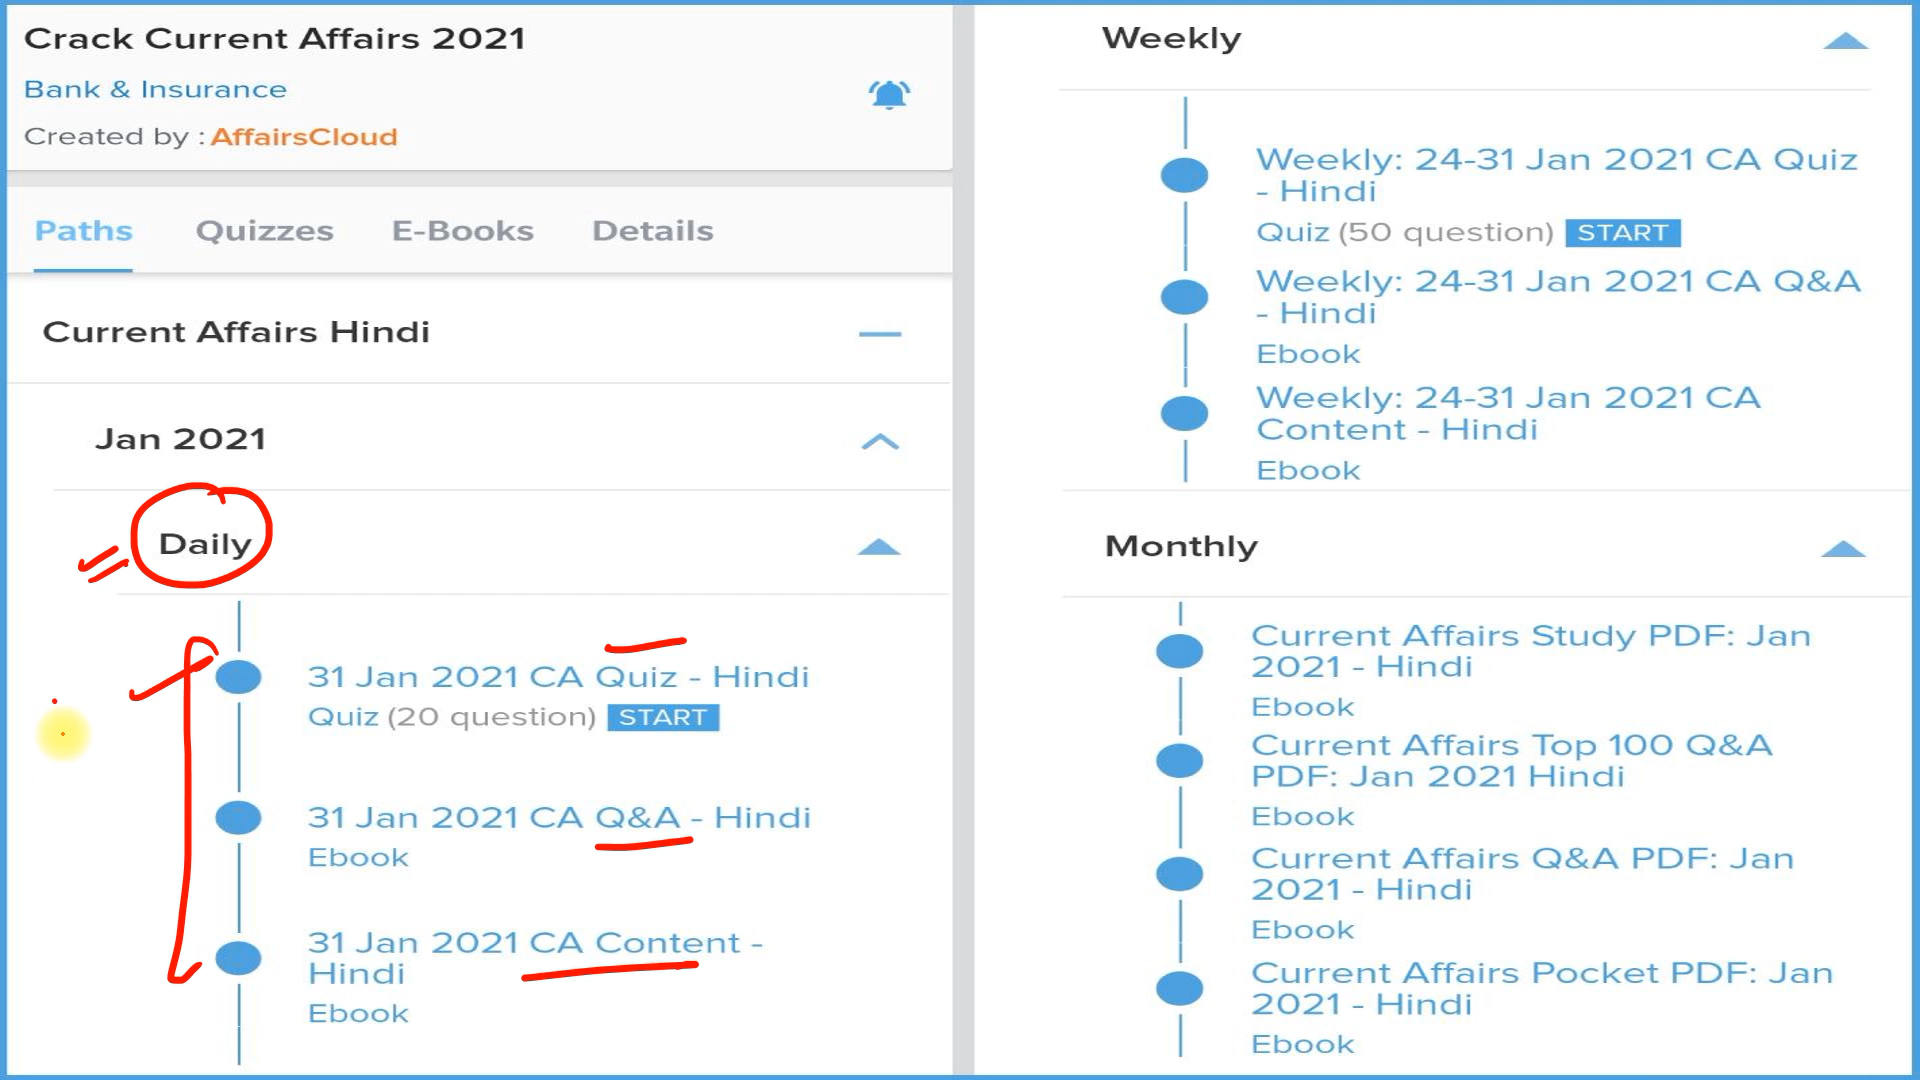 Crack Current Affairs 2021
Bank & Insurance
Created by : AffairsCloud
Paths Quizzes E-Books Details
Current Affairs Hindi
Jan 2021
Daily
31 Jan 2021 CA Quiz - Hindi
Quiz (20 question) START
31 Jan 2021 CA Q&A - Hindi
Ebook
31 Jan 2021 CA Content -
Hindi
Ebook
Weekly
Weekly: 24-31 Jan 2021 CA Quiz
- Hindi
Quiz (50 question) START
Weekly: 24-31 Jan 2021 CA Q&A
- Hindi
Ebook
Weekly: 24-31 Jan 2021 CA
Content - Hindi
Ebook
Monthly
Current Affairs Study PDF: Jan
2021 - Hindi
Ebook
Current Affairs Top 100 Q&A
PDF: Jan 2021 Hindi
Ebook
Current Affairs Q&A PDF: Jan
2021 - Hindi
Ebook
Current Affairs Pocket PDF: Jan
2021 - Hindi
Ebook